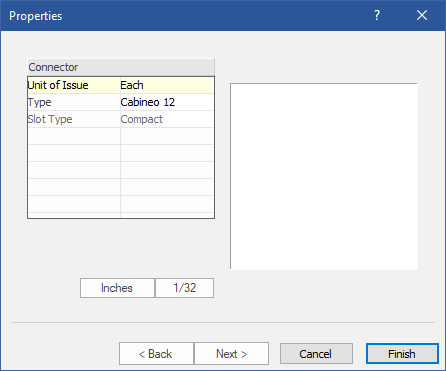 Properties
?
Connector
Unit of Issue Each
Type Cabineo 12
Slot Type Compact
Inches 1/32
< Back Next > Cancel Finish